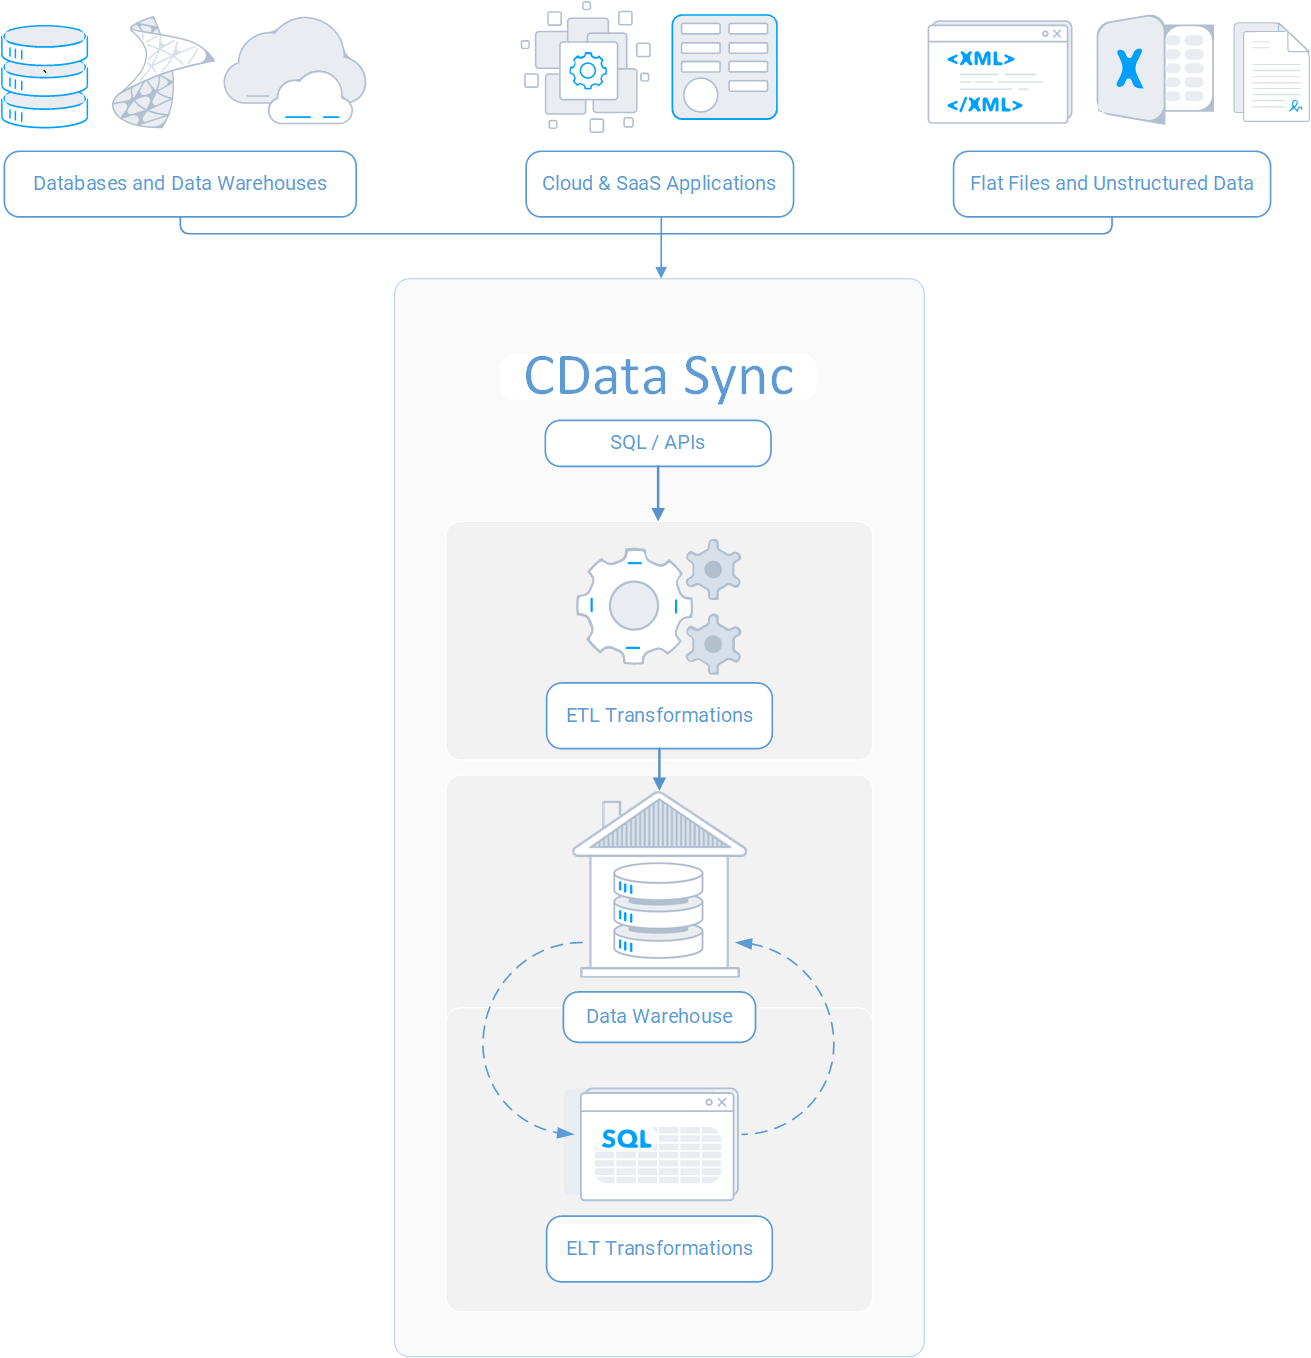 <XML>
</XML>
X
Databases and Data Warehouses
Cloud & SaaS Applications
Flat Files and Unstructured Data
CData Sync
SQL / APIs
ETL Transformations
Data Warehouse
SQL
ELT Transformations